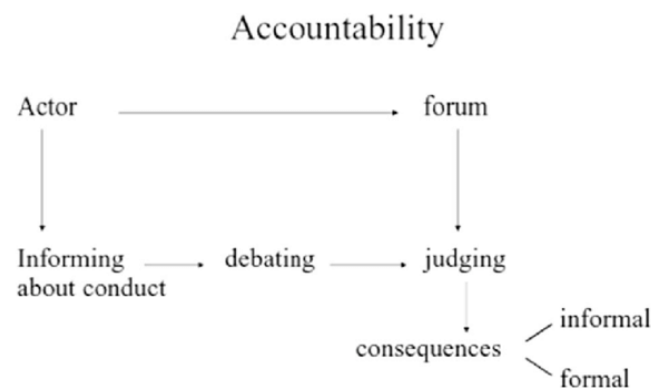 Accountability
Actor
forum
Informing
about conduct
debating
judging
consequences
informal
formal